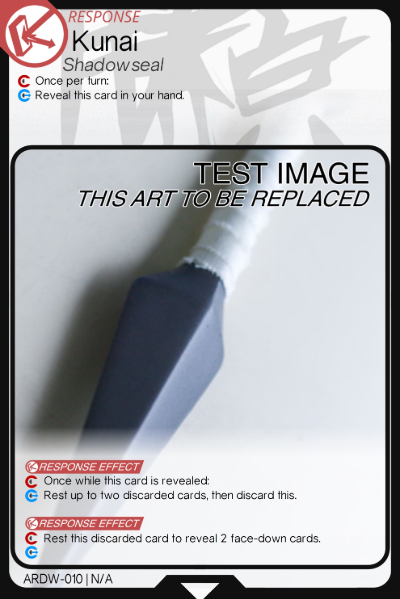 RESPONSE
Kunai
Shadowseal
Once per turn:
Reveal this card in your hand.
TEST IMAGE
THIS ART TO BE REPLACED
RESPONSE EFFECT
Once while this card is revealed:
Rest up to two discarded cards, then discard this.
RESPONSE EFFECT
Rest this discarded card to reveal 2 face-down cards.
ARDW-010 | N/A